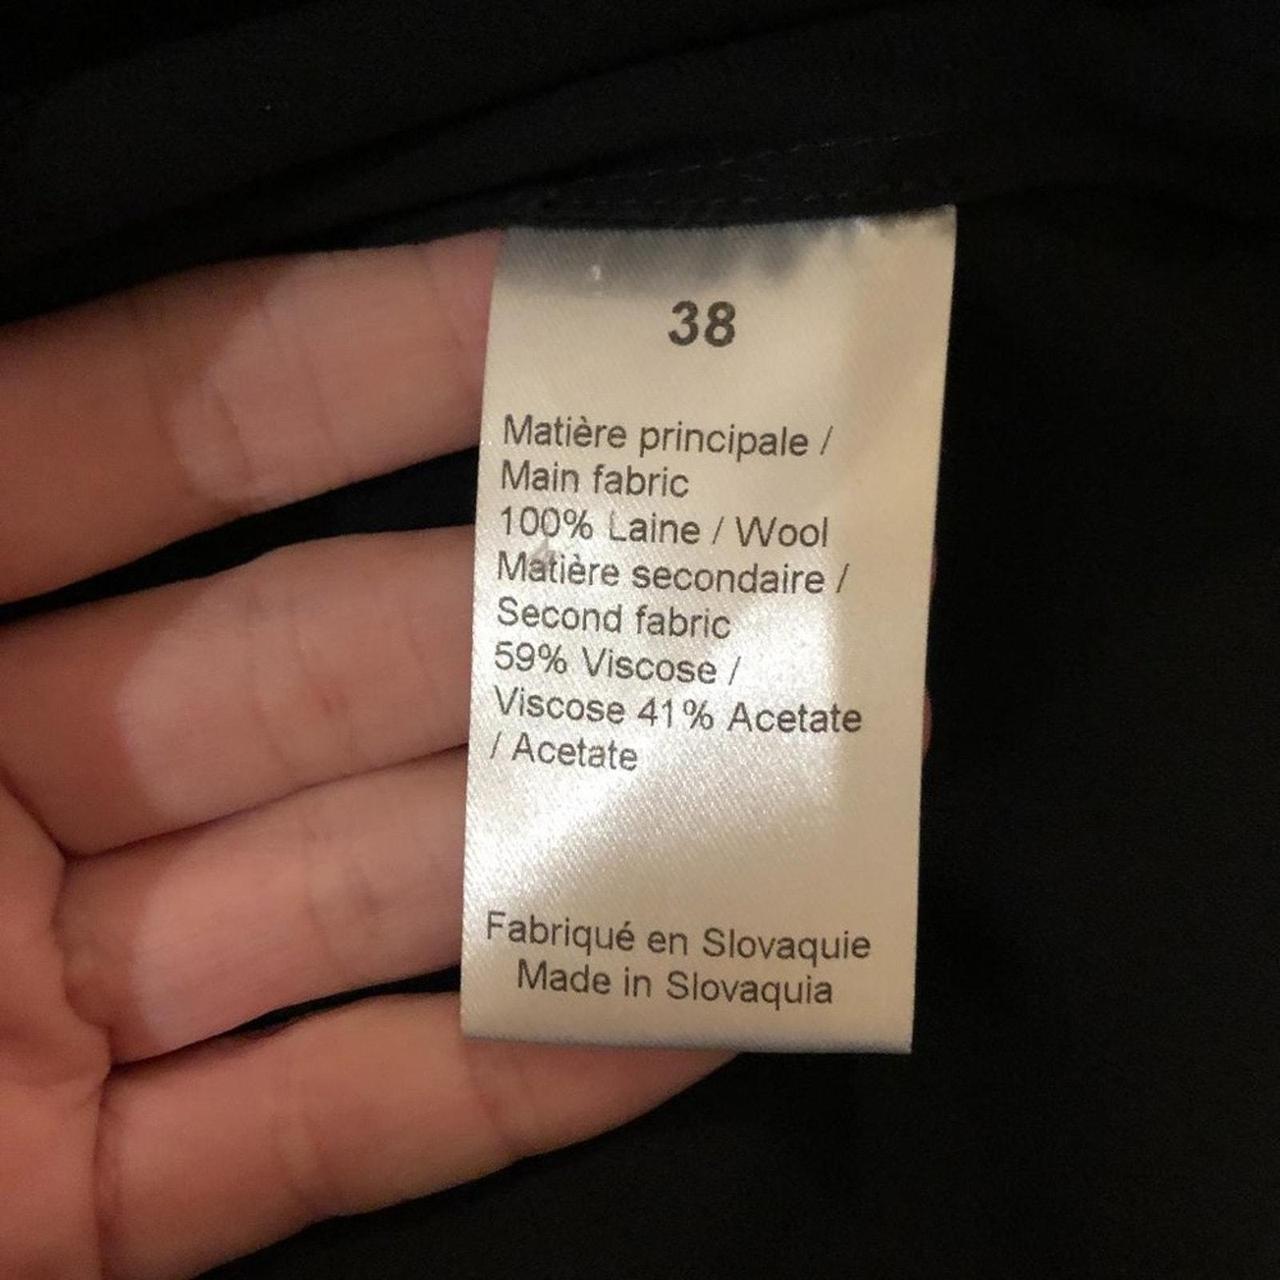 38
Matière principale /
Main fabric
100% Laine / Wool
Matière secondaire /
Second fabric
59% Viscose /
Viscose 41% Acetate
/ Acetate
Fabriqué en Slovaquie
Made in Slovaquia